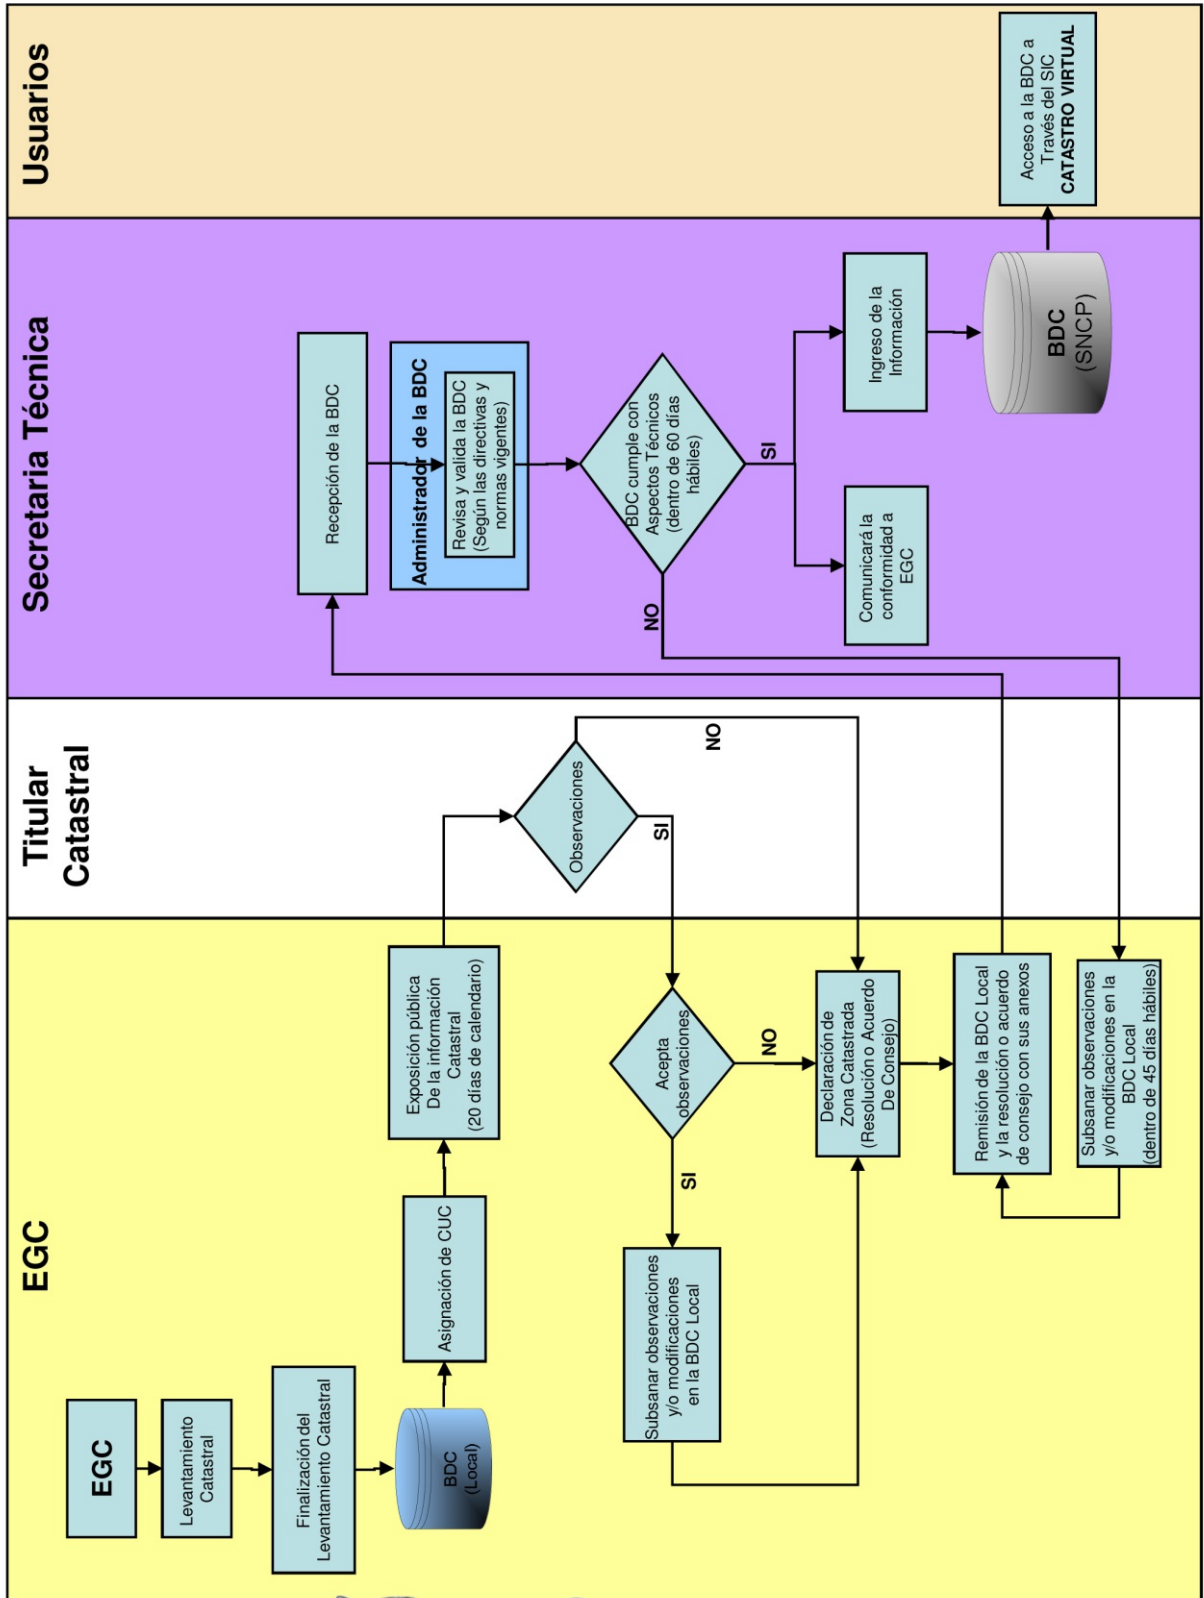 EGC
Titular
Catastral
Secretaria Técnica
Usuarios
EGC
Levantamiento
Catastral
Finalización del
Levantamiento Catastral
BDC
(Local)
Asignación de CUC
Exposición pública
De la información
Catastral
(20 días de calendario)
Observaciones
SI
NO
Acepta
observaciones
SI
NO
Subsanar observaciones
y/o modificaciones
en la BDC Local
Declaración de
Zona Catastrada
(Resolución o Acuerdo
De Consejo)
Remisión de la BDC Local
y la resolución o acuerdo
de consejo con sus anexos
Subsanar observaciones
y/o modificaciones en la
BDC Local
(dentro de 45 días hábiles)
Recepción de la BDC
Administrador de la BDC
Revisa y valida la BDC
(Según las directivas y
normas vigentes)
BDC cumple con
Aspectos Técnicos
(dentro de 60 días
hábiles)
NO
SI
Comunicará la
conformidad a
EGC
Ingreso de la
Información
BDC
(SNCP)
Acceso a la BDC a
Través del SIC
CATASTRO VIRTUAL